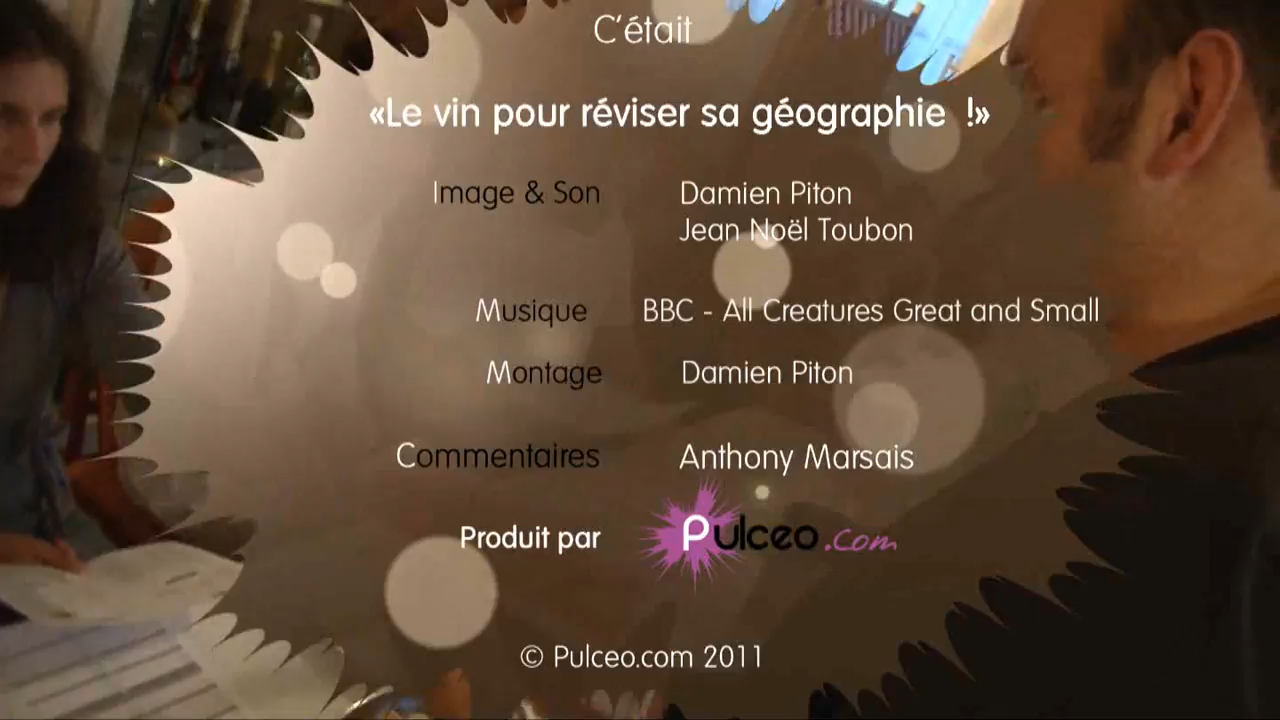 C'était
«Le vin pour réviser sa géographie !»
Image & Son Damien Piton
Jean Noël Toubon
Musique BBC - All Creatures Great and Small
Montage Damien Piton
Commentaires Anthony Marsais
Produit par Pulceo.com
© Pulceo.com 2011